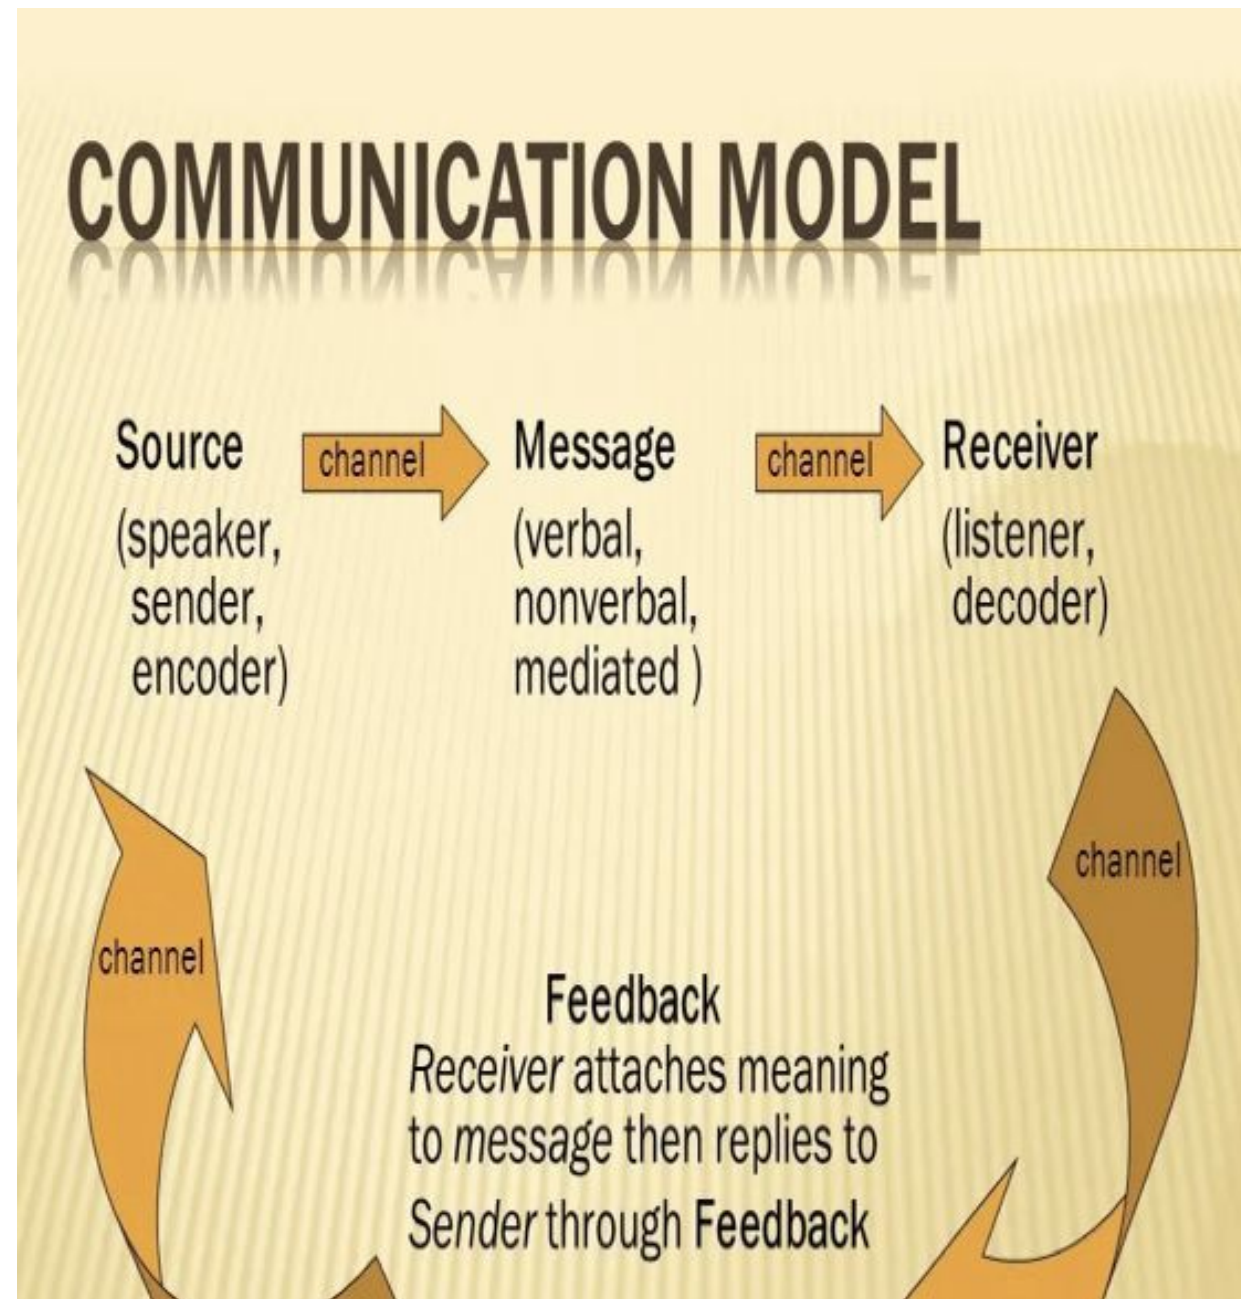 COMMUNICATION MODEL
Source
channel
Message
channel
Receiver
(speaker,
sender,
encoder)
(verbal,
nonverbal,
mediated )
(listener,
decoder)
channel
channel
Feedback
Receiver attaches meaning
to message then replies to
Sender through Feedback